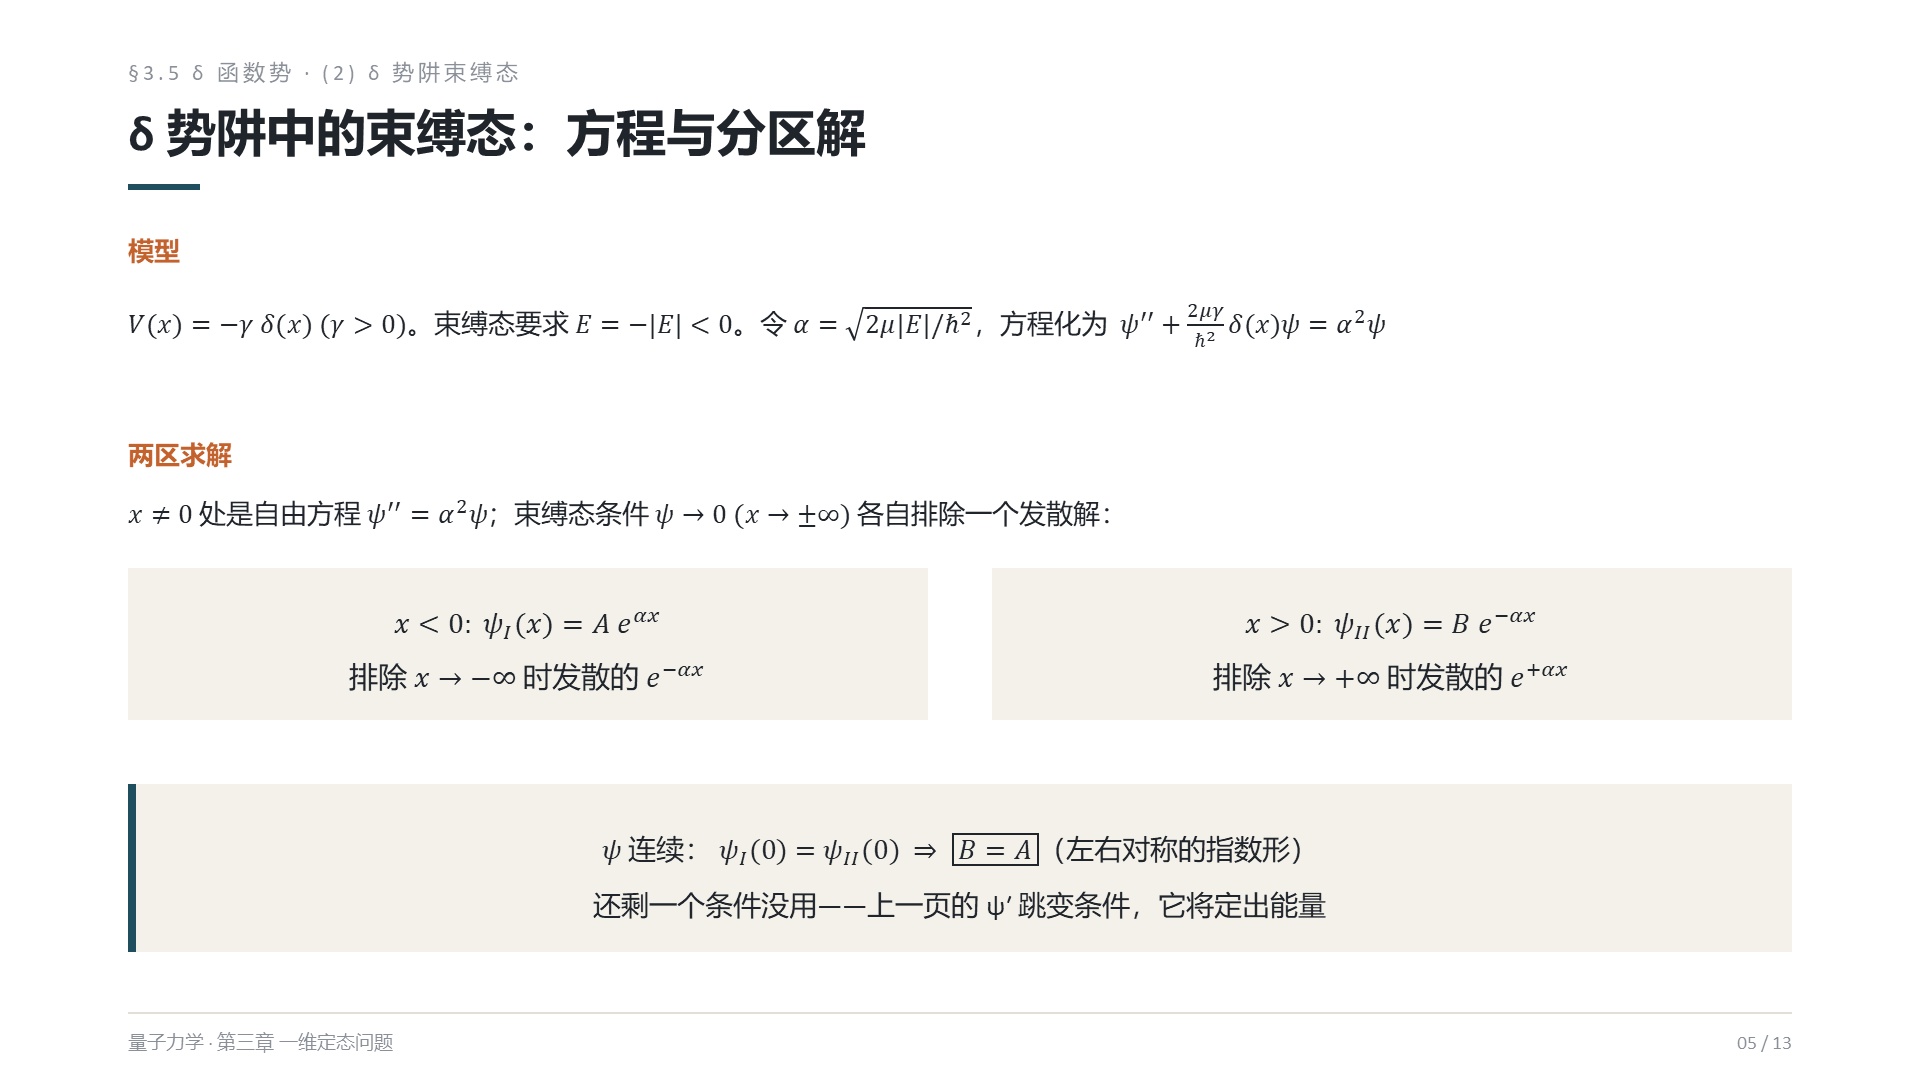 §3.5 δ 函数势 · (2) δ 势阱束缚态
δ 势阱中的束缚态：方程与分区解
模型
V(x) = −γ δ(x) (γ > 0)。束缚态要求 E = −|E| < 0。令 α = √(2μ|E|/ℏ²)，方程化为 ψ′′ + 2μγ/ℏ² δ(x)ψ = α²ψ
两区求解
x ≠ 0 处是自由方程 ψ′′ = α²ψ；束缚态条件 ψ → 0 (x → ±∞) 各自排除一个发散解：
x < 0: ψ_I(x) = A e^{αx}
排除 x → −∞ 时发散的 e^{−αx}
x > 0: ψ_{II}(x) = B e^{−αx}
排除 x → +∞ 时发散的 e^{+αx}
ψ 连续： ψ_I(0) = ψ_{II}(0) ⇒ B = A（左右对称的指数形）
还剩一个条件没用——上一页的 ψ′ 跳变条件，它将定出能量
量子力学 · 第三章 一维定态问题
05 / 13